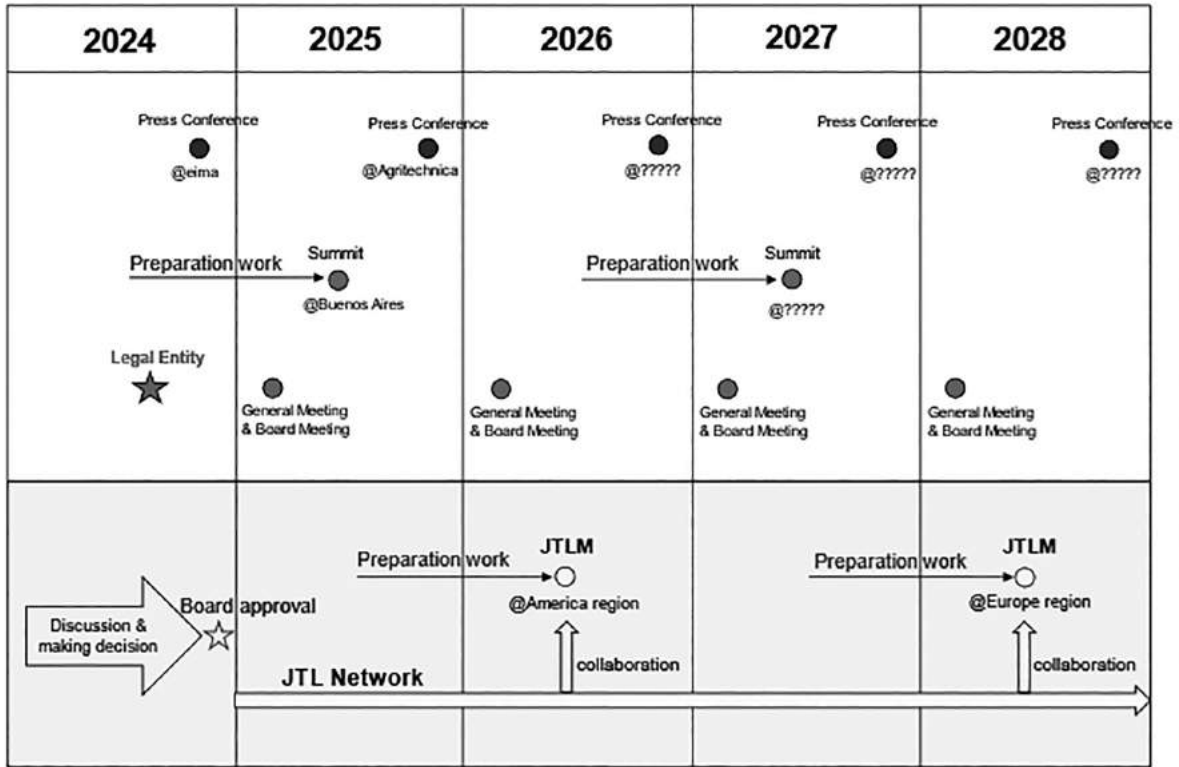 2024 2025 2026 2027 2028
Press Conference Press Conference Press Conference Press Conference Press Conference
@eima @Agritechnica @????? @????? @?????
Preparation work Summit Preparation work Summit
@Buenos Aires @?????
Legal Entity
General Meeting General Meeting General Meeting General Meeting
& Board Meeting & Board Meeting & Board Meeting & Board Meeting
Preparation work JTLM Preparation work JTLM
@America region @Europe region
Board approval
Discussion &
making decision
collaboration collaboration
JTL Network